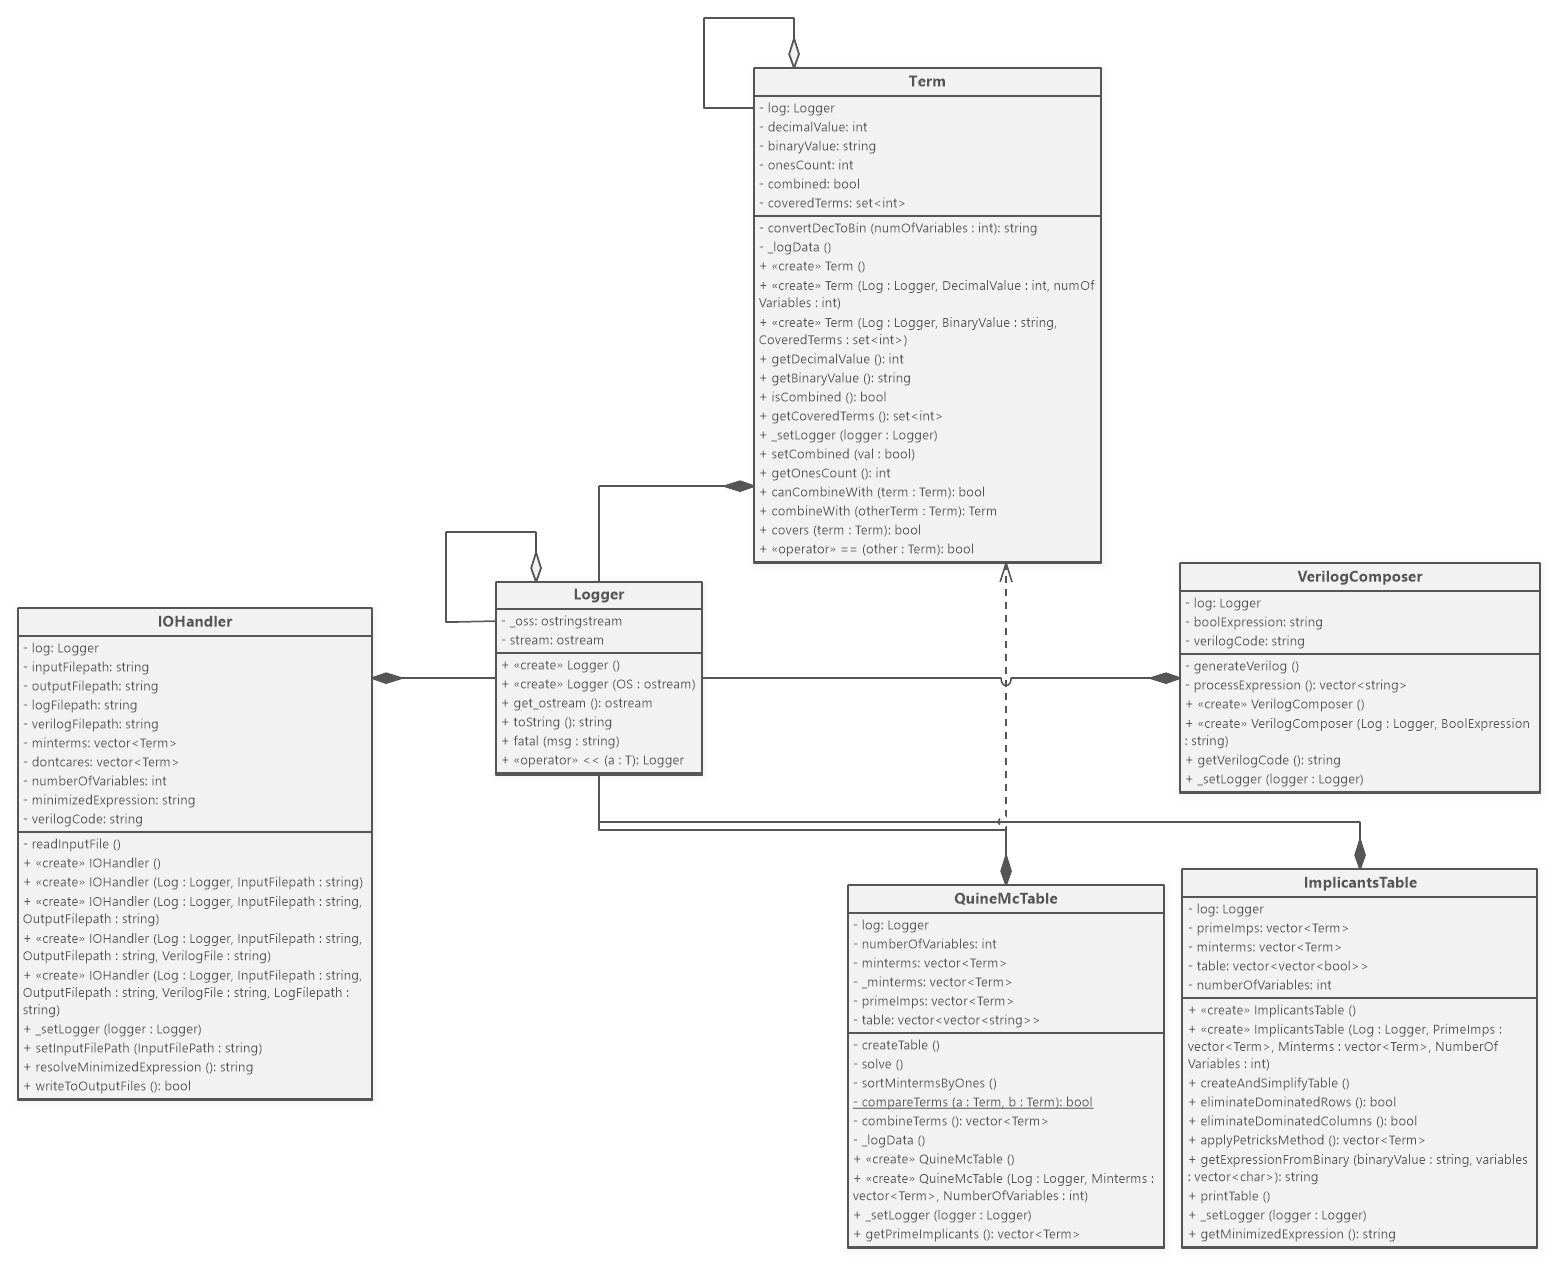 Term
- log: Logger
- decimalValue: int
- binaryValue: string
- onesCount: int
- combined: bool
- coveredTerms: set<int>
- convertDecToBin (numOfVariables : int): string
- _logData ()
+ «create» Term ()
+ «create» Term (Log : Logger, DecimalValue : int, numOf
Variables : int)
+ «create» Term (Log : Logger, BinaryValue : string,
CoveredTerms : set<int>)
+ getDecimalValue (): int
+ getBinaryValue (): string
+ isCombined (): bool
+ getCoveredTerms (): set<int>
+ _setLogger (logger : Logger)
+ setCombined (val : bool)
+ getOnesCount (): int
+ canCombineWith (term : Term): bool
+ combineWith (otherTerm : Term): Term
+ covers (term : Term): bool
+ «operator» == (other : Term): bool
Logger
- _oss: ostringstream
- stream: ostream
+ «create» Logger ()
+ «create» Logger (OS : ostream)
+ get_ostream (): ostream
+ toString (): string
+ fatal (msg : string)
+ «operator» << (a : T): Logger
VerilogComposer
- log: Logger
- boolExpression: string
- verilogCode: string
- generateVerilog ()
- processExpression (): vector<string>
+ «create» VerilogComposer ()
+ «create» VerilogComposer (Log : Logger, BoolExpression
: string)
+ getVerilogCode (): string
+ _setLogger (logger : Logger)
IOHandler
- log: Logger
- inputFilepath: string
- outputFilepath: string
- logFilepath: string
- verilogFilepath: string
- minterms: vector<Term>
- dontcares: vector<Term>
- numberOfVariables: int
- minimizedExpression: string
- verilogCode: string
- readInputFile ()
+ «create» IOHandler ()
+ «create» IOHandler (Log : Logger, InputFilepath : string)
+ «create» IOHandler (Log : Logger, InputFilepath : string,
OutputFilepath : string)
+ «create» IOHandler (Log : Logger, InputFilepath : string,
OutputFilepath : string, VerilogFile : string)
+ «create» IOHandler (Log : Logger, InputFilepath : string,
OutputFilepath : string, VerilogFile : string, LogFilepath :
string)
+ _setLogger (logger : Logger)
+ setInputFilePath (InputFilePath : string)
+ resolveMinimizedExpression (): string
+ writeToOutputFiles (): bool
QuineMcTable
- log: Logger
- numberOfVariables: int
- minterms: vector<Term>
- _minterms: vector<Term>
- primeImps: vector<Term>
- table: vector<vector<string>>
- createTable ()
- solve ()
- sortMintermsByOnes ()
- compareTerms (a : Term, b : Term): bool
- combineTerms (): vector<Term>
- _logData ()
+ «create» QuineMcTable ()
+ «create» QuineMcTable (Log : Logger, Minterms :
vector<Term>, NumberOfVariables : int)
+ _setLogger (logger : Logger)
+ getPrimeImplicants (): vector<Term>
ImplicantsTable
- log: Logger
- primeImps: vector<Term>
- minterms: vector<Term>
- table: vector<vector<bool>>
- numberOfVariables: int
+ «create» ImplicantsTable ()
+ «create» ImplicantsTable (Log : Logger, PrimeImps :
vector<Term>, Minterms : vector<Term>, NumberOf
Variables : int)
+ createAndSimplifyTable ()
+ eliminateDominatedRows (): bool
+ eliminateDominatedColumns (): bool
+ applyPetricksMethod (): vector<Term>
+ getExpressionFromBinary (binaryValue : string, variables
: vector<char>): string
+ printTable ()
+ _setLogger (logger : Logger)
+ getMinimizedExpression (): string